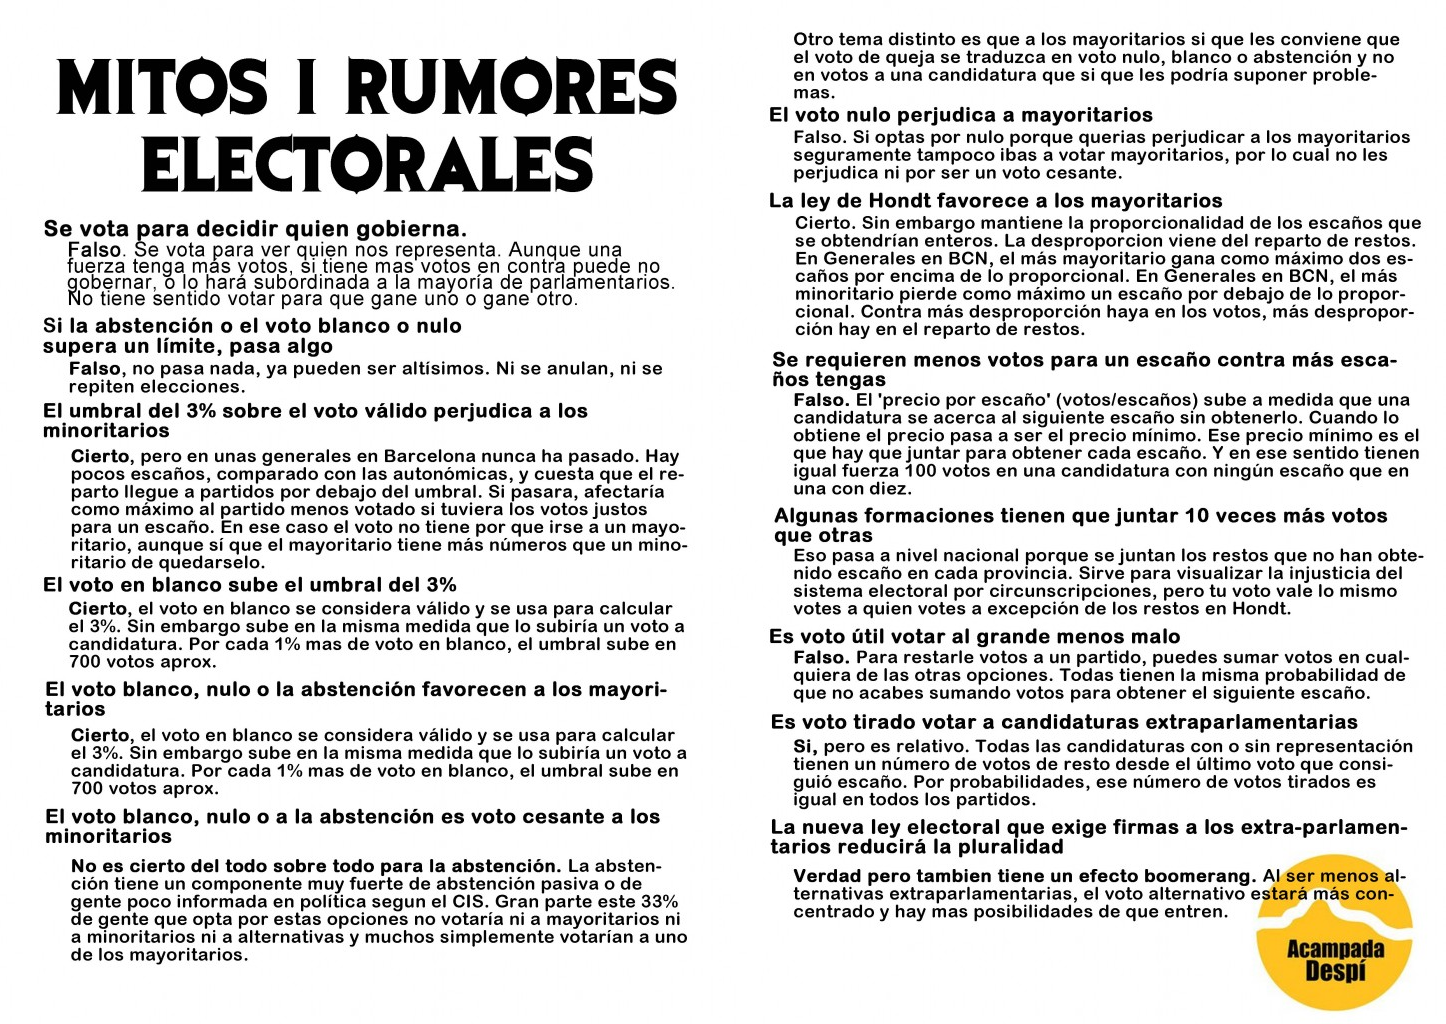 MITOS I RUMORES
ELECTORALES
Se vota para decidir quien gobierna.
Falso. Se vota para ver quien nos representa. Aunque una
fuerza tenga más votos, si tiene mas votos en contra puede no
gobernar, o lo hará subordinada a la mayoría de parlamentarios.
No tiene sentido votar para que gane uno o gane otro.
Si la abstención o el voto blanco o nulo
supera un límite, pasa algo
Falso, no pasa nada, ya pueden ser altísimos. Ni se anulan, ni se
repiten elecciones.
El umbral del 3% sobre el voto válido perjudica a los
minoritarios
Cierto, pero en unas generales en Barcelona nunca ha pasado. Hay
pocos escaños, comparado con las autonómicas, y cuesta que el re-
parto llegue a partidos por debajo del umbral. Si pasara, afectaría
como máximo al partido menos votado si tuviera los votos justos
para un escaño. En ese caso el voto no tiene por que irse a un mayo-
ritario, aunque sí que el mayoritario tiene más números que un mino-
ritario de quedarselo.
El voto en blanco sube el umbral del 3%
Cierto, el voto en blanco se considera válido y se usa para calcular
el 3%. Sin embargo sube en la misma medida que lo subiría un voto a
candidatura. Por cada 1% mas de voto en blanco, el umbral sube en
700 votos aprox.
El voto blanco, nulo o la abstención favorecen a los mayori-
tarios
Cierto, el voto en blanco se considera válido y se usa para calcular
el 3%. Sin embargo sube en la misma medida que lo subiría un voto a
candidatura. Por cada 1% mas de voto en blanco, el umbral sube en
700 votos aprox.
El voto blanco, nulo o a la abstención es voto cesante a los
minoritarios
No es cierto del todo sobre todo para la abstención. La absten-
ción tiene un componente muy fuerte de abstención pasiva o de
gente poco informada en política segun el CIS. Gran parte este 33%
de gente que opta por estas opciones no votaría ni a mayoritarios ni
a minoritarios ni a alternativas y muchos simplemente votarían a uno
de los mayoritarios.
Otro tema distinto es que a los mayoritarios si que les conviene que
el voto de queja se traduzca en voto nulo, blanco o abstención y no
en votos a una candidatura que si que les podría suponer proble-
mas.
El voto nulo perjudica a mayoritarios
Falso. Si optas por nulo porque querias perjudicar a los mayoritarios
seguramente tampoco ibas a votar mayoritarios, por lo cual no les
perjudica ni por ser un voto cesante.
La ley de Hondt favorece a los mayoritarios
Cierto. Sin embargo mantiene la proporcionalidad de los escaños que
se obtendrían enteros. La desproporcion viene del reparto de restos.
En Generales en BCN, el más mayoritario gana como máximo dos es-
caños por encima de lo proporcional. En Generales en BCN, el más
minoritario pierde como máximo un escaño por debajo de lo propor-
cional. Contra más desproporción haya en los votos, más despropor-
ción hay en el reparto de restos.
Se requieren menos votos para un escaño contra más esca-
ños tengas
Falso. El 'precio por escaño' (votos/escaños) sube a medida que una
candidatura se acerca al siguiente escaño sin obtenerlo. Cuando lo
obtiene el precio pasa a ser el precio mínimo. Ese precio mínimo es el
que hay que juntar para obtener cada escaño. Y en ese sentido tienen
igual fuerza 100 votos en una candidatura con ningún escaño que en
una con diez.
Algunas formaciones tienen que juntar 10 veces más votos
que otras
Eso pasa a nivel nacional porque se juntan los restos que no han obte-
nido escaño en cada provincia. Sirve para visualizar la injusticia del
sistema electoral por circunscripciones, pero tu voto vale lo mismo
votes a quien votes a excepción de los restos en Hondt.
Es voto útil votar al grande menos malo
Falso. Para restarle votos a un partido, puedes sumar votos en cual-
quiera de las otras opciones. Todas tienen la misma probabilidad de
que no acabes sumando votos para obtener el siguiente escaño.
Es voto tirado votar a candidaturas extraparlamentarias
Si, pero es relativo. Todas las candidaturas con o sin representación
tienen un número de votos de resto desde el último voto que consi-
guió escaño. Por probabilidades, ese número de votos tirados es
igual en todos los partidos.
La nueva ley electoral que exige firmas a los extra-parlamen-
tarios reducirá la pluralidad
Verdad pero tambien tiene un efecto boomerang. Al ser menos al-
ternativas extraparlamentarias, el voto alternativo estará más con-
centrado y hay mas posibilidades de que entren.
Acampada
Despí